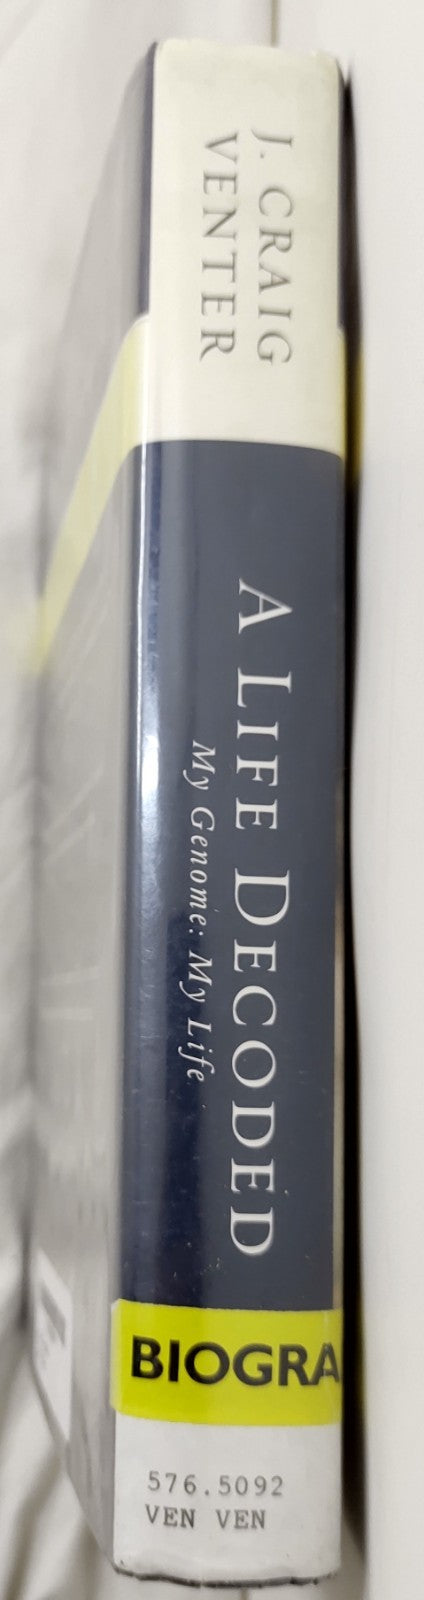 J. CRAIG
VENTER
A LIFE DECODED
My Genome: My Life
BIOGRA
576.5092
VEN VEN